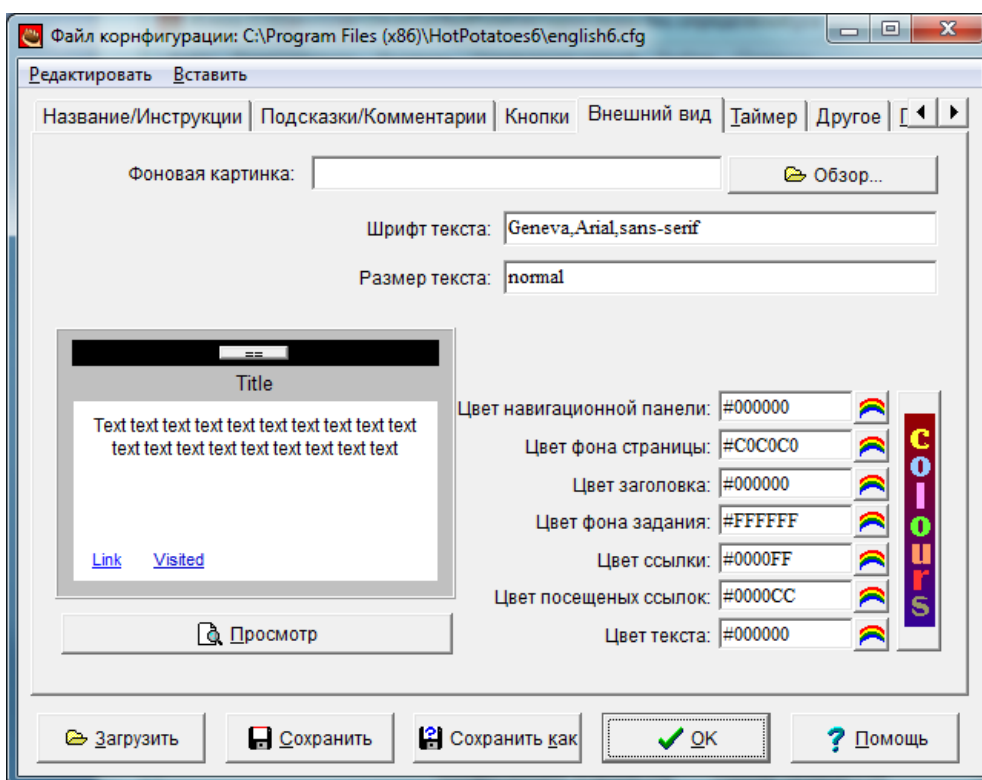 Файл корнфигурации: C:\Program Files (x86)\HotPotatoes6\english6.cfg
Редактировать Вставить
Название/Инструкции Подсказки/Комментарии Кнопки Внешний вид Таймер Другое
Фоновая картинка: Обзор...
Шрифт текста: Geneva,Arial,sans-serif
Размер текста: normal
==
Title
Text text text text text text text text text text
text text text text text text text text text
Link Visited
Просмотр
Цвет навигационной панели: #000000
Цвет фона страницы: #C0C0C0
Цвет заголовка: #000000
Цвет фона задания: #FFFFFF
Цвет ссылки: #0000FF
Цвет посещеных ссылок: #0000CC
Цвет текста: #000000
colours
Загрузить Сохранить Сохранить как OK Помощь